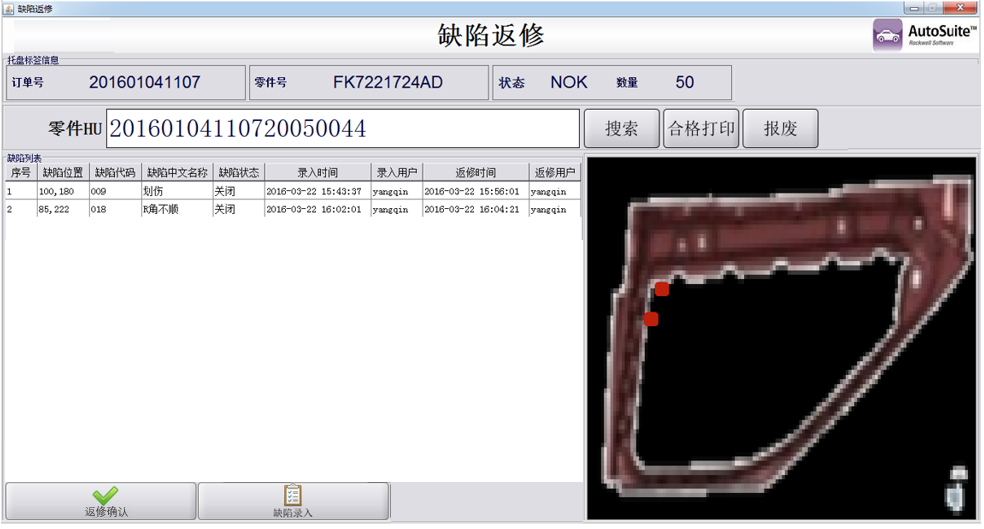 缺陷返修
缺陷返修
AutoSuite™
Rockwell Software
托盘标签信息
订单号 201601041107 零件号 FK7221724AD 状态 NOK 数量 50
零件HU 20160104110720050044 搜索 合格打印 报废
缺陷列表
序号 缺陷位置 缺陷代码 缺陷中文名称 缺陷状态 录入时间 录入用户 返修时间 返修用户
1 100,180 009 划伤 关闭 2016-03-22 15:43:37 yangqin 2016-03-22 15:56:01 yangqin
2 85,222 018 R角不顺 关闭 2016-03-22 16:02:01 yangqin 2016-03-22 16:04:21 yangqin
返修确认 缺陷录入